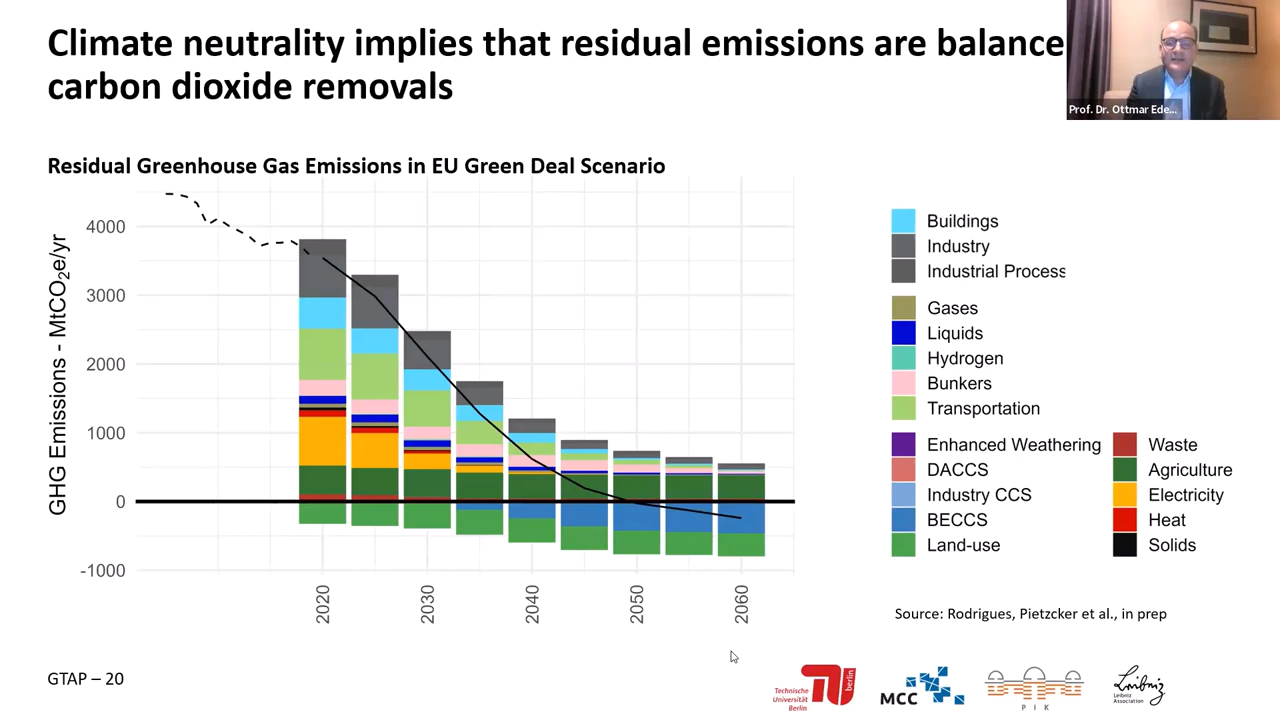 Climate neutrality implies that residual emissions are balance
carbon dioxide removals
Prof. Dr. Ottmar Ede...
Residual Greenhouse Gas Emissions in EU Green Deal Scenario
GHG Emissions - MtCO₂e/yr
4000
3000
2000
1000
0
-1000
2020
2030
2040
2050
2060
Buildings
Industry
Industrial Process
Gases
Liquids
Hydrogen
Bunkers
Transportation
Enhanced Weathering
DACCS
Industry CCS
BECCS
Land-use
Waste
Agriculture
Electricity
Heat
Solids
Source: Rodrigues, Pietzcker et al., in prep
GTAP – 20
Technische
Universität
Berlin
berlin
MCC
P I K
Leibniz
Leibniz
Association